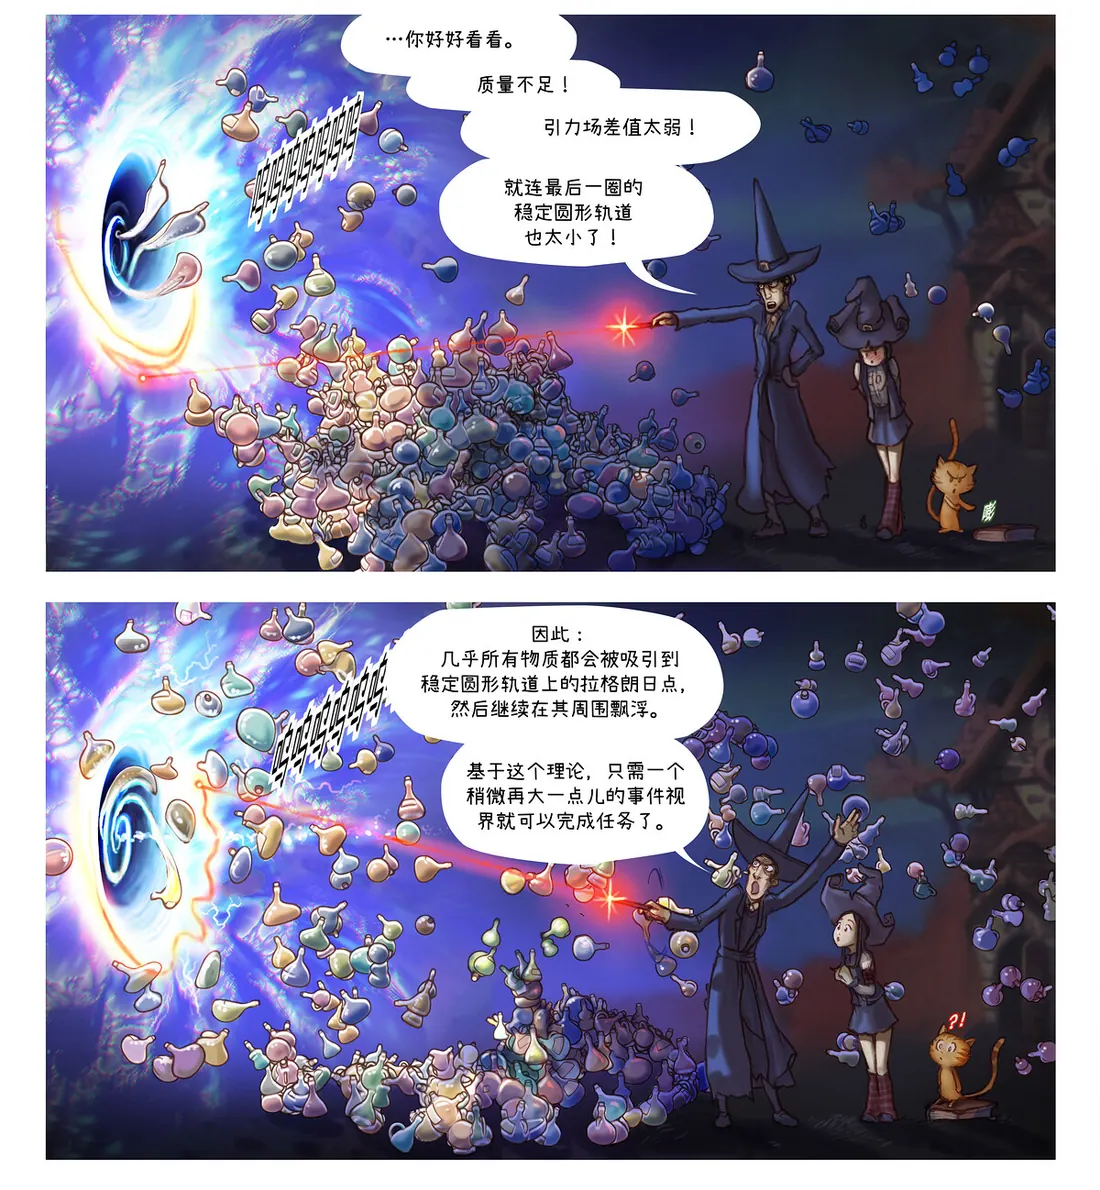 …你好好看看。
质量不足！
引力场差值太弱！
就连最后一圈的
稳定圆形轨道
也太小了！
呜呜呜呜呜呜呜呜
嘭
因此：
几乎所有物质都会被吸引到
稳定圆形轨道上的拉格朗日点，
然后继续在其周围飘浮。
基于这个理论，只需一个
稍微再大一点儿的事件视
界就可以完成任务了。
呜呜呜呜呜呜呜呜
?!